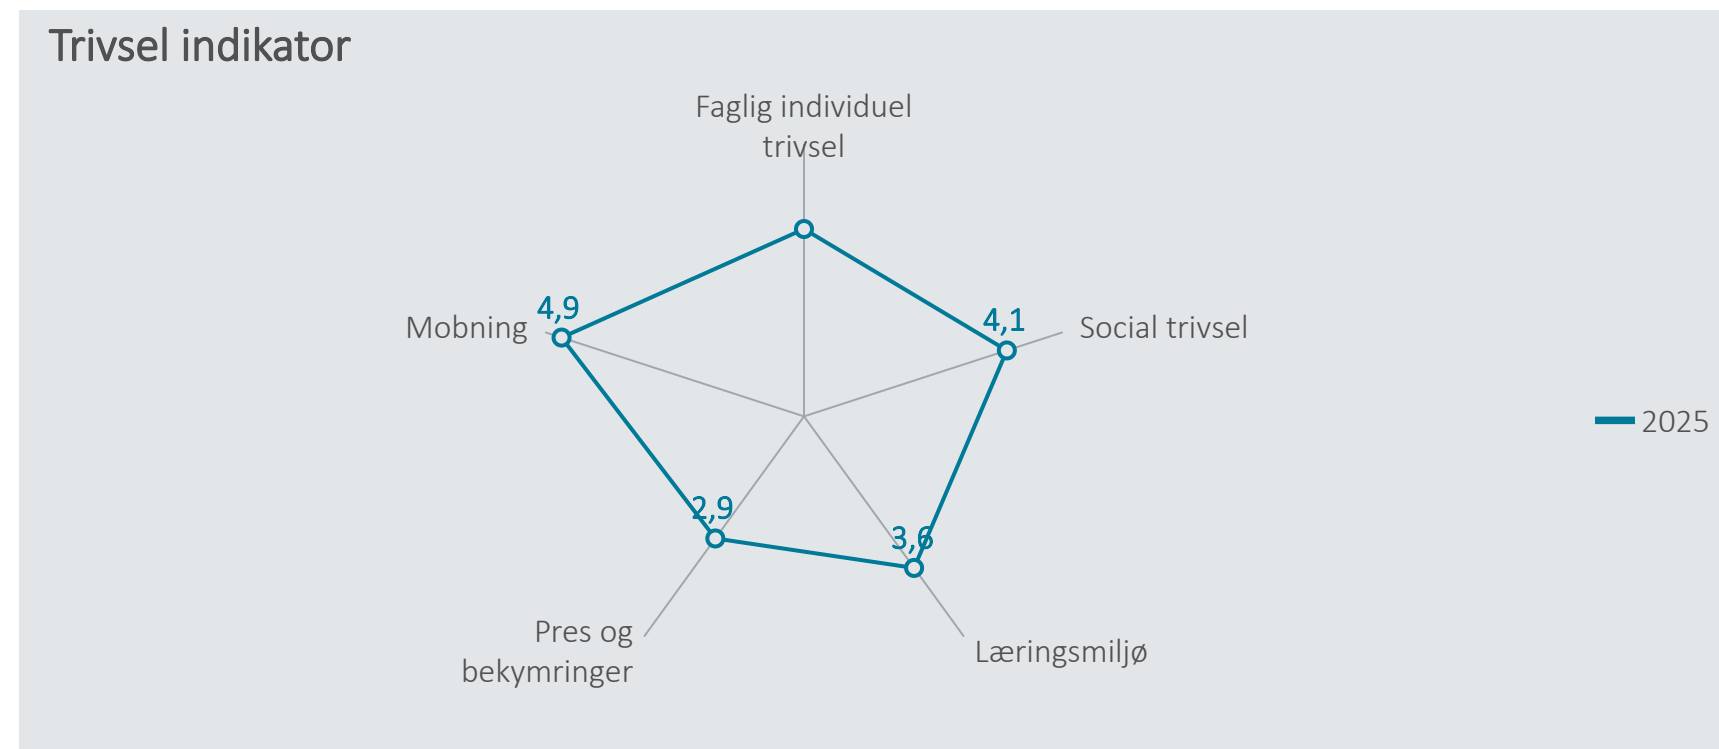 Trivsel indikator
Faglig individuel
trivsel
4,9
4,1
Mobning
Social trivsel
2025
2,9
3,6
Pres og
bekymringer
Læringsmiljø